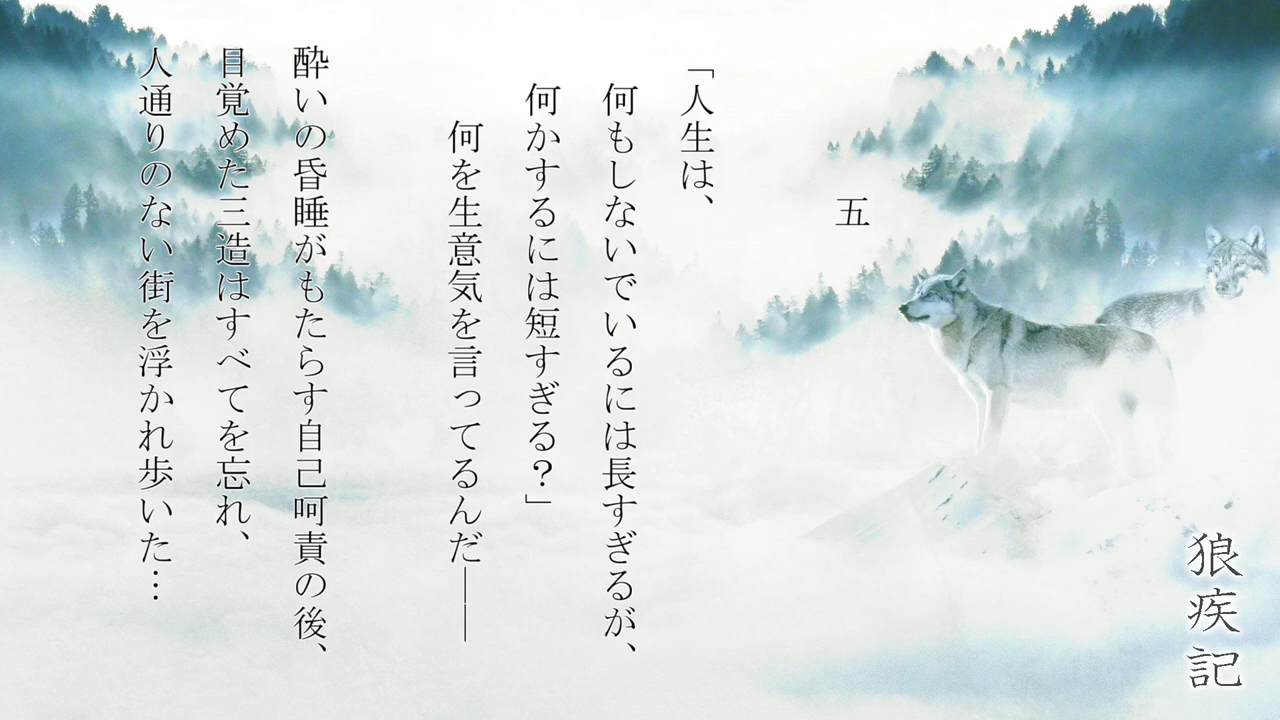 狼疾記
五
「人生は、
何もしないでいるには長すぎるが、
何かするには短すぎる？」
何を生意気を言ってるんだ――
酔いの昏睡がもたらす自己呵責の後、
目覚めた三造はすべてを忘れ、
人通りのない街を浮かれ歩いた…